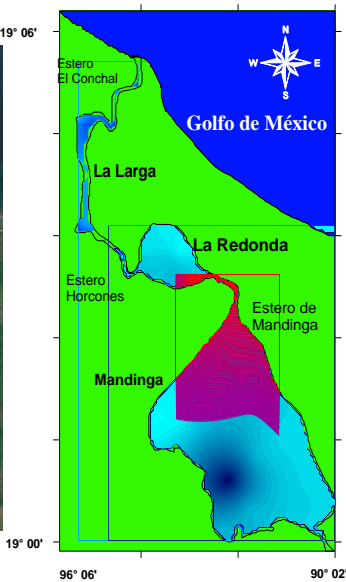 19° 06'
N
W E
S
Estero
El Conchal
Golfo de México
La Larga
La Redonda
Estero
Horcones
Estero de
Mandinga
Mandinga
19° 00'
96° 06' 90° 02'